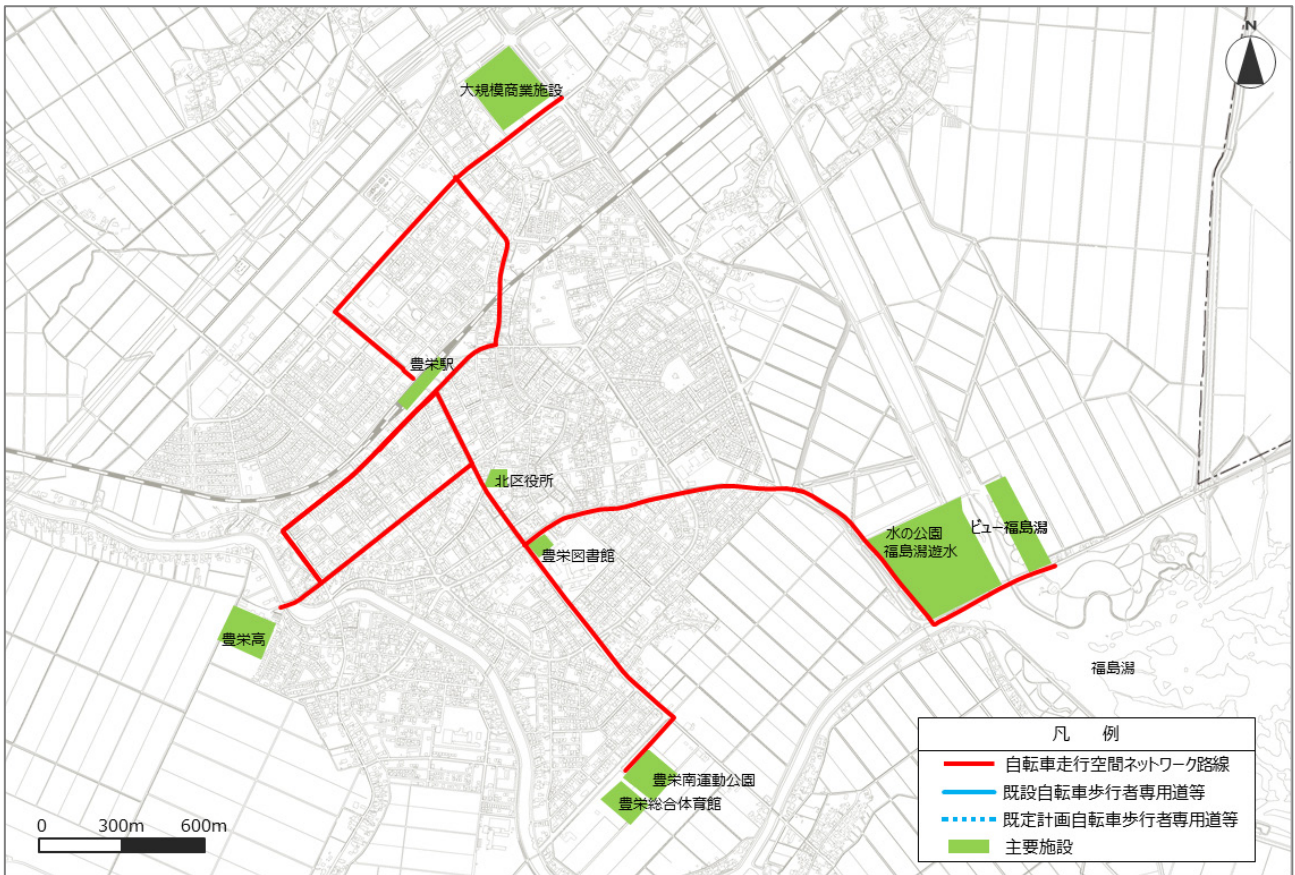 N
大規模商業施設
豊栄駅
北区役所
豊栄図書館
水の公園
福島潟遊水
ビュー福島潟
豊栄高
福島潟
豊栄南運動公園
豊栄総合体育館
凡 例
自転車走行空間ネットワーク路線
既設自転車歩行者専用道等
既定計画自転車歩行者専用道等
主要施設
0 300m 600m